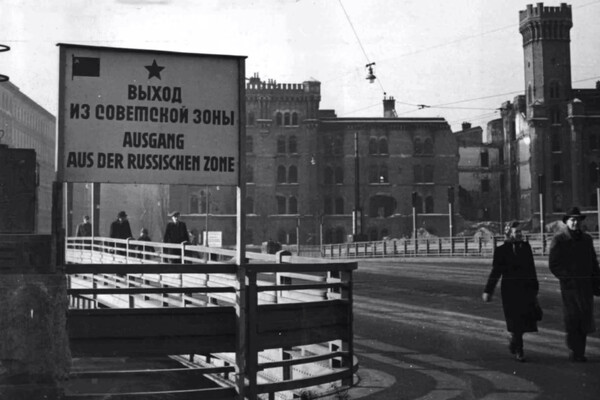 ВЫХОД
ИЗ СОВЕТСКОЙ ЗОНЫ
AUSGANG
AUS DER RUSSISCHEN ZONE